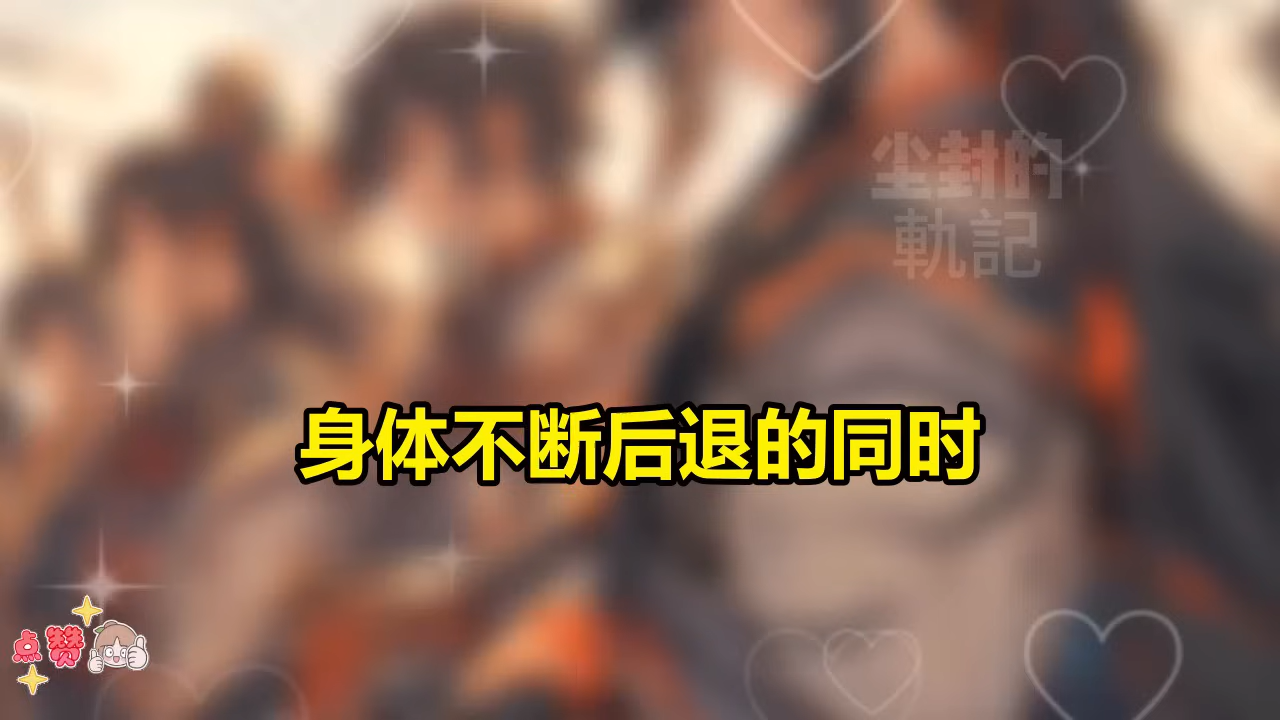 尘封的
軌記
身体不断后退的同时
点赞